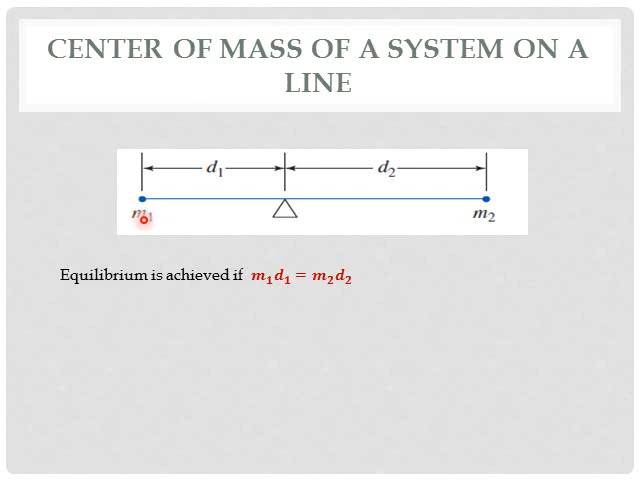 CENTER OF MASS OF A SYSTEM ON A
LINE
d₁ d₂
m₁ m₂
Equilibrium is achieved if m₁d₁ = m₂d₂